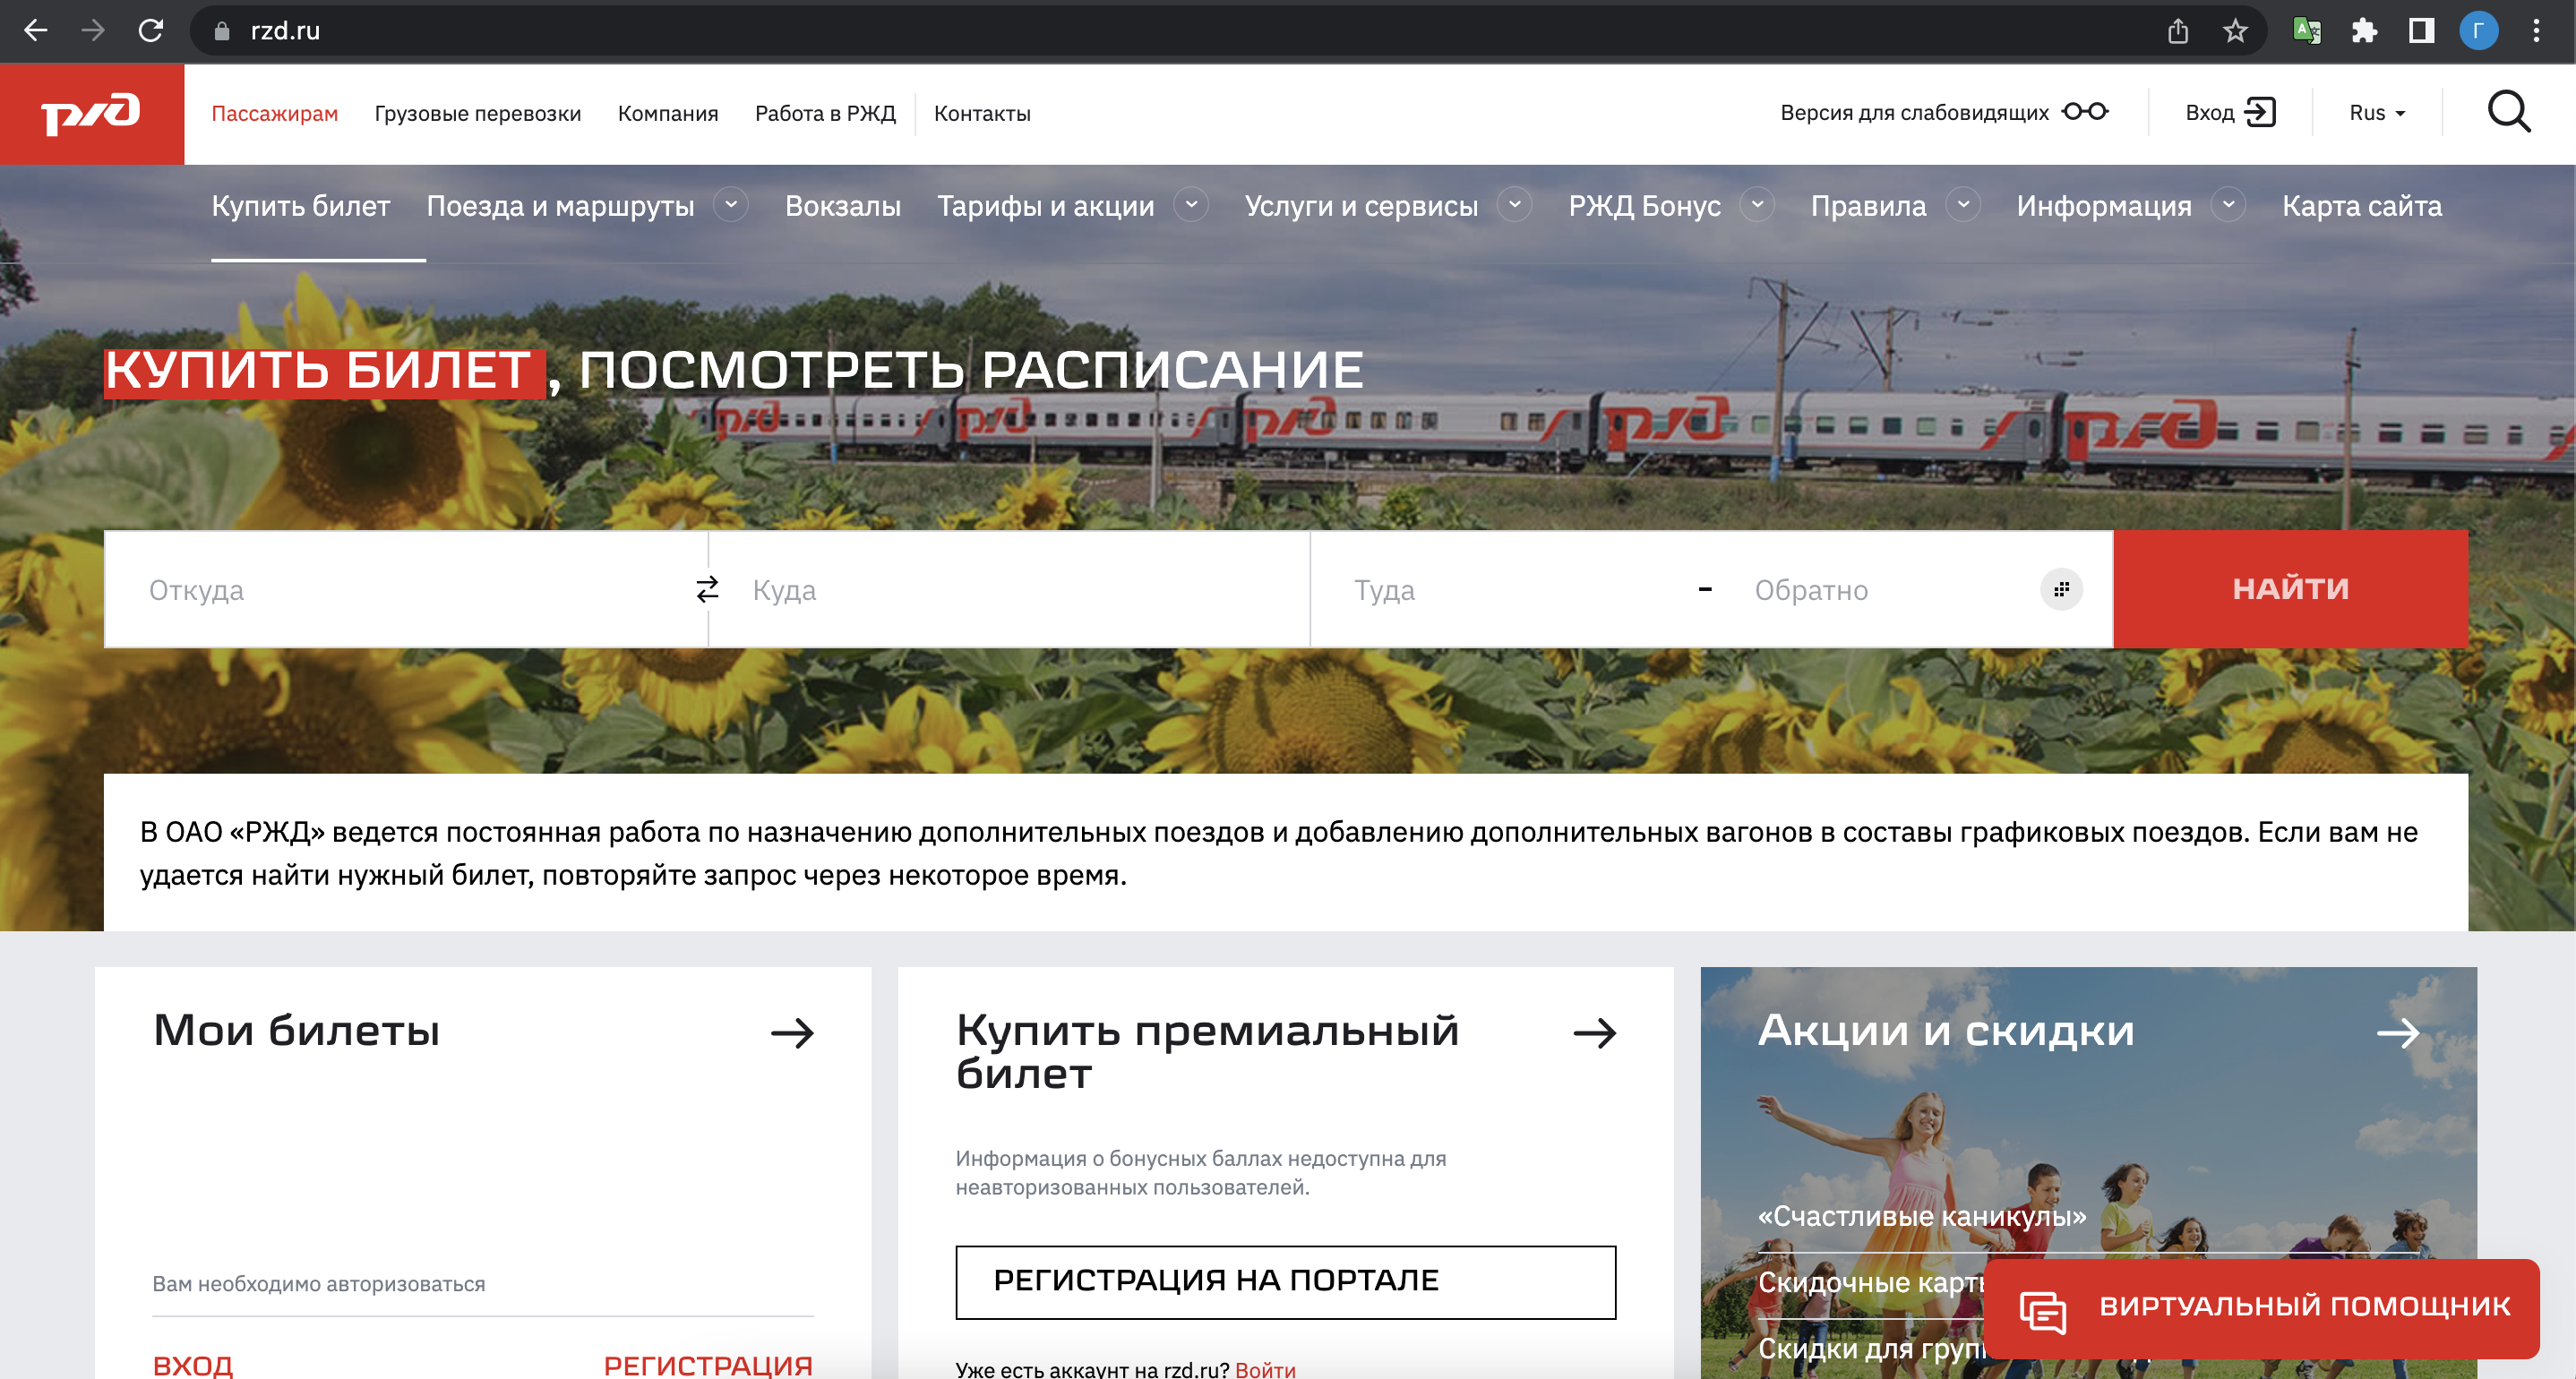 rzd.ru
Г
РЖД
Пассажирам Грузовые перевозки Компания Работа в РЖД Контакты Версия для слабовидящих Вход Rus
Купить билет Поезда и маршруты Вокзалы Тарифы и акции Услуги и сервисы РЖД Бонус Правила Информация Карта сайта
КУПИТЬ БИЛЕТ, ПОСМОТРЕТЬ РАСПИСАНИЕ
Откуда Куда Туда - Обратно НАЙТИ
В ОАО «РЖД» ведется постоянная работа по назначению дополнительных поездов и добавлению дополнительных вагонов в составы графиковых поездов. Если вам не
удается найти нужный билет, повторяйте запрос через некоторое время.
Мои билеты
Вам необходимо авторизоваться
ВХОД РЕГИСТРАЦИЯ
Купить премиальный
билет
Информация о бонусных баллах недоступна для
неавторизованных пользователей.
РЕГИСТРАЦИЯ НА ПОРТАЛЕ
Уже есть аккаунт на rzd.ru? Войти
Акции и скидки
«Счастливые каникулы»
Скидочные карты
Скидки для
ВИРТУАЛЬНЫЙ ПОМОЩНИК